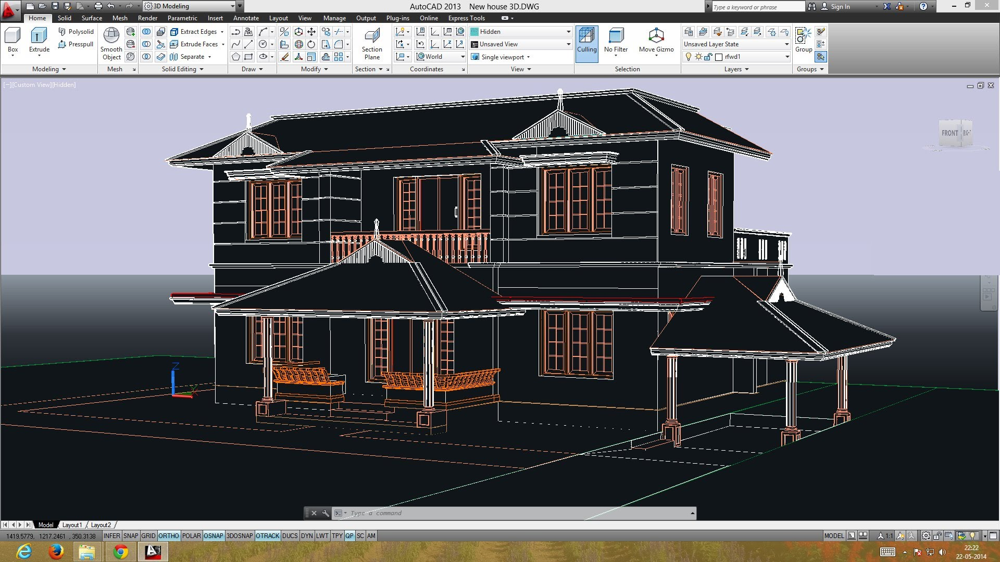 3D Modeling
AutoCAD 2013 New house 3D.DWG
Type a keyword or phrase
Sign In
Home Solid Surface Mesh Render Parametric Insert Annotate Layout View Manage Output Plug-ins Online Express Tools
Box
Extrude
Polysolid
Presspull
Smooth Object
Extract Edges
Extrude Faces
Separate
Section Plane
World
Hidden
Unsaved View
Single viewport
Culling
No Filter
Move Gizmo
Unsaved Layer State
rfwd1
Group
Modeling Mesh Solid Editing Draw Modify Section Coordinates View Selection Layers Groups
[−][Custom View][Hidden]
FRONT
Z
Y
Type a command
Model Layout1 Layout2
1419.5779, 1217.2461 , 350.3138 INFER SNAP GRID ORTHO POLAR OSNAP 3DOSNAP OTRACK DUCS DYN LWT TPY QP SC AM
MODEL 1:1
22:22
22-05-2014